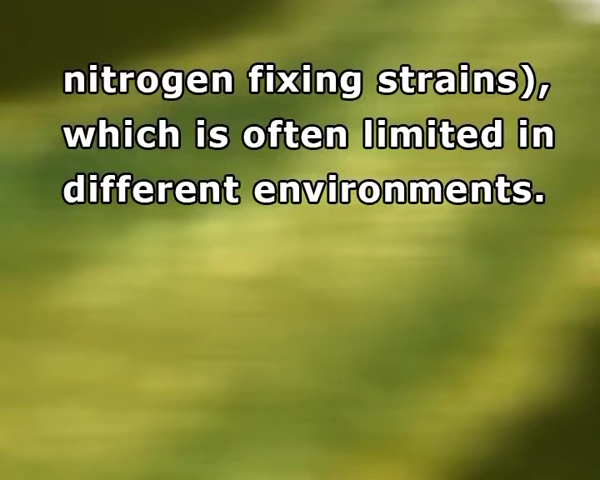 nitrogen fixing strains),
which is often limited in
different environments.